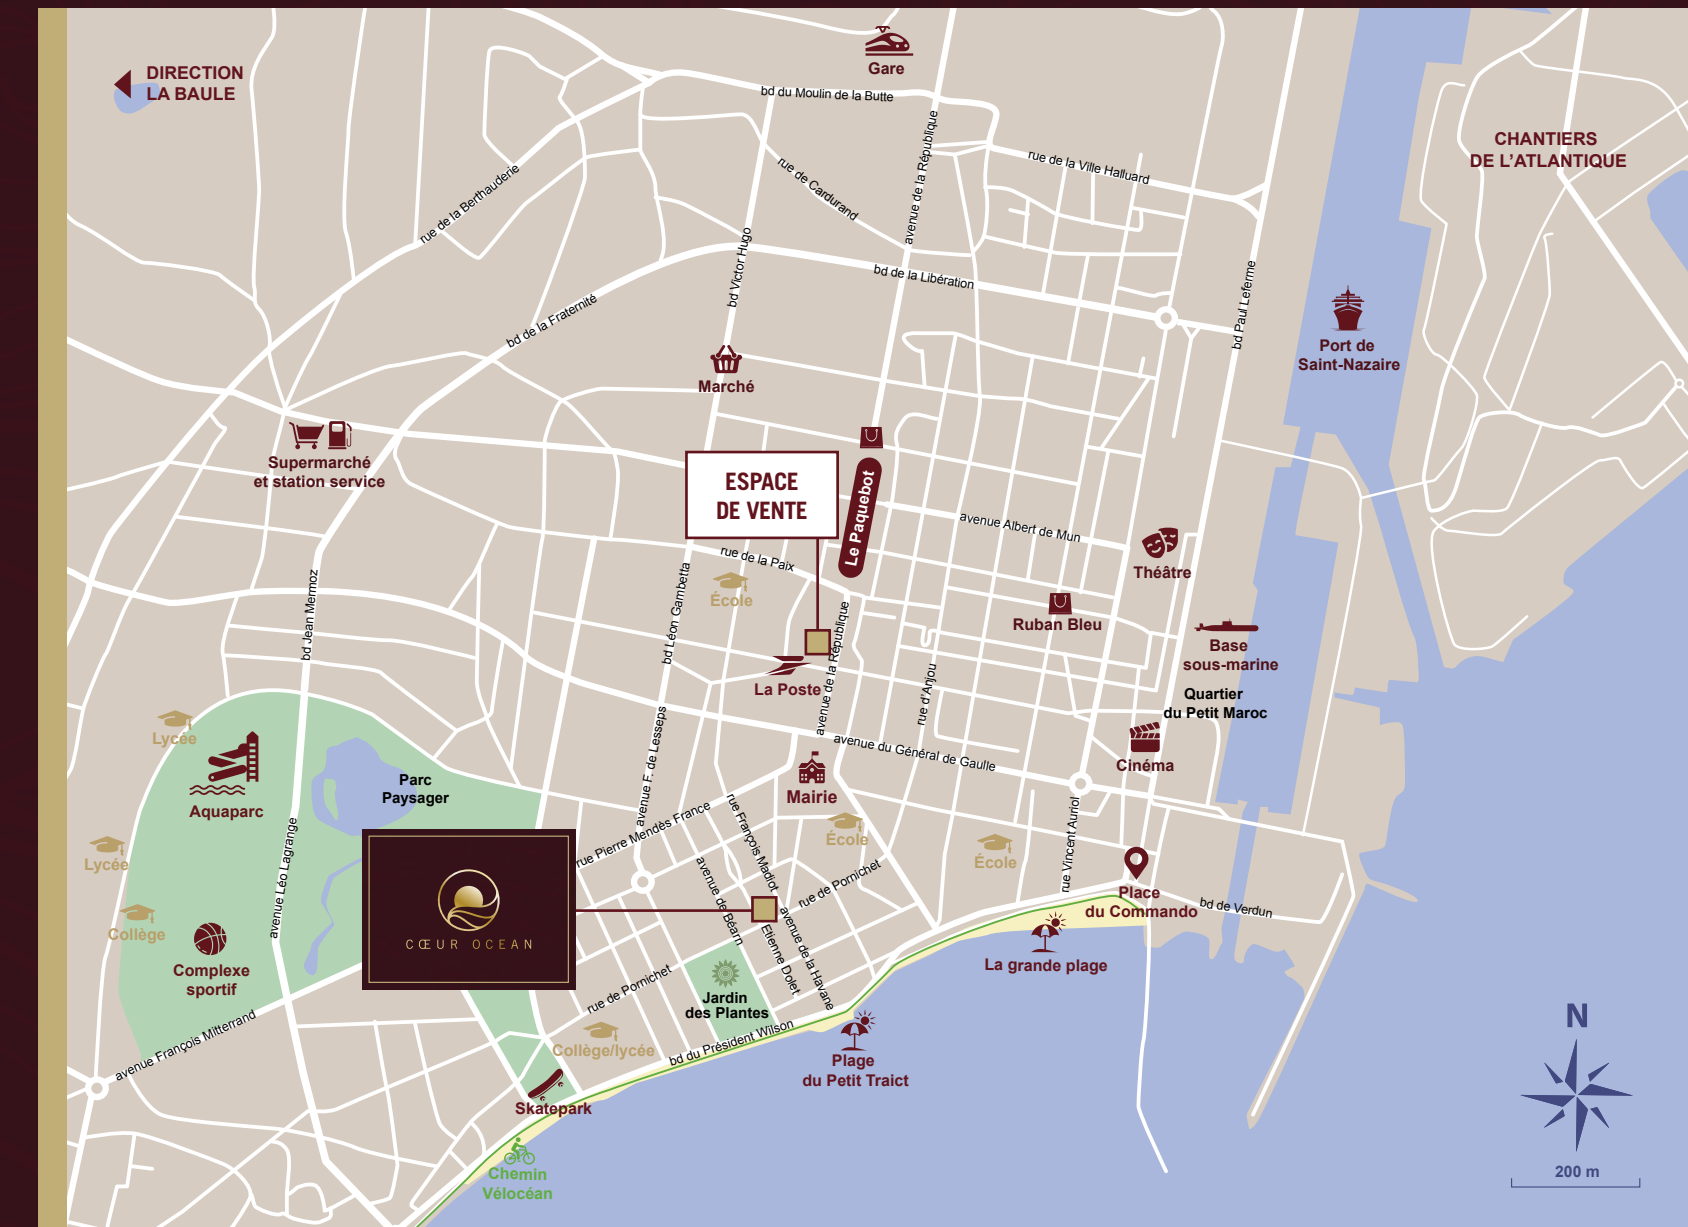 DIRECTION
LA BAULE
Gare
bd du Moulin de la Butte
CHANTIERS
DE L'ATLANTIQUE
rue de la Ville Halluard
rue de Cardurand
avenue de la République
rue de la Berthauderie
bd Victor Hugo
bd de la Libération
bd Paul Leferme
bd de la Fraternité
Port de
Saint-Nazaire
Marché
Supermarché
et station service
ESPACE
DE VENTE
Le Paquebot
avenue Albert de Mun
Théâtre
rue de la Paix
École
bd Jean Mermoz
bd Léon Gambetta
Ruban Bleu
Base
sous-marine
avenue de la République
La Poste
rue d'Anjou
Quartier
du Petit Maroc
Lycée
avenue F. de Lesseps
avenue du Général de Gaulle
Cinéma
Aquaparc
Parc
Paysager
Mairie
rue Pierre Mendès France
rue François Madiot
École
École
rue Vincent Auriol
Lycée
avenue Léo Lagrange
avenue de Béarn
rue de Pornichet
Place
du Commando
bd de Verdun
CŒUR OCEAN
Collège
Etienne Dolet
avenue de la Havane
Complexe
sportif
La grande plage
rue de Pornichet
Jardin
des Plantes
avenue François Mitterrand
Collège/lycée
bd du Président Wilson
Plage
du Petit Traict
Skatepark
Chemin
Vélocéan
N
200 m